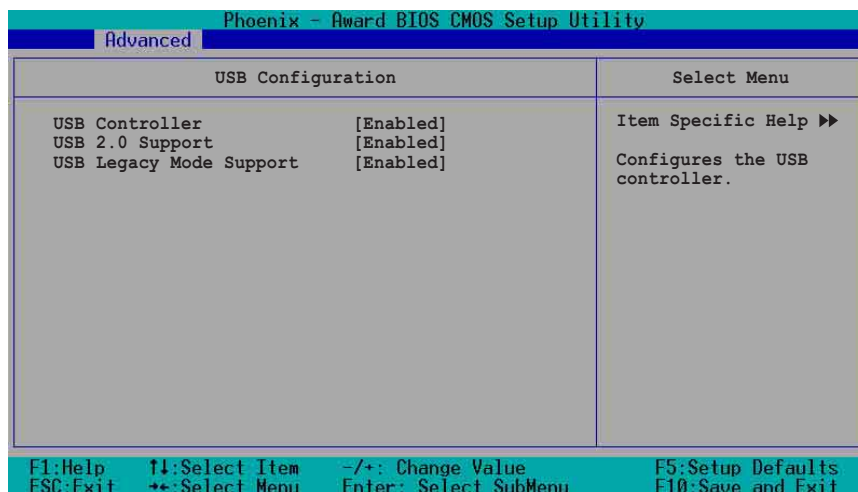 Phoenix - Award BIOS CMOS Setup Utility
Advanced
USB Configuration
Select Menu
USB Controller [Enabled]
USB 2.0 Support [Enabled]
USB Legacy Mode Support [Enabled]
Item Specific Help ▶▶
Configures the USB
controller.
F1:Help ↑↓:Select Item -/+: Change Value F5:Setup Defaults
ESC:Exit →←:Select Menu Enter: Select SubMenu F10:Save and Exit